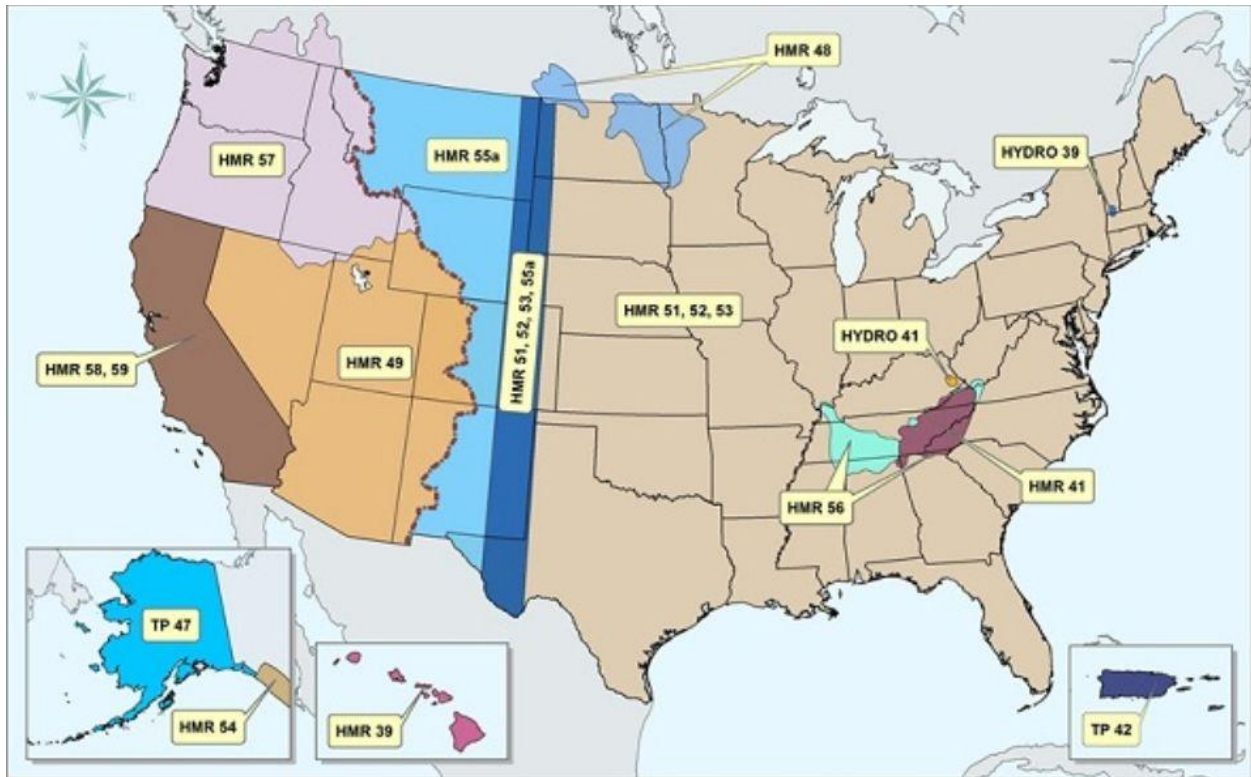 N
W
E
S
HMR 48
HMR 57
HMR 55a
HYDRO 39
HMR 51, 52, 53, 55a
HMR 51, 52, 53
HYDRO 41
HMR 58, 59
HMR 49
HMR 41
HMR 56
TP 47
HMR 54
HMR 39
TP 42